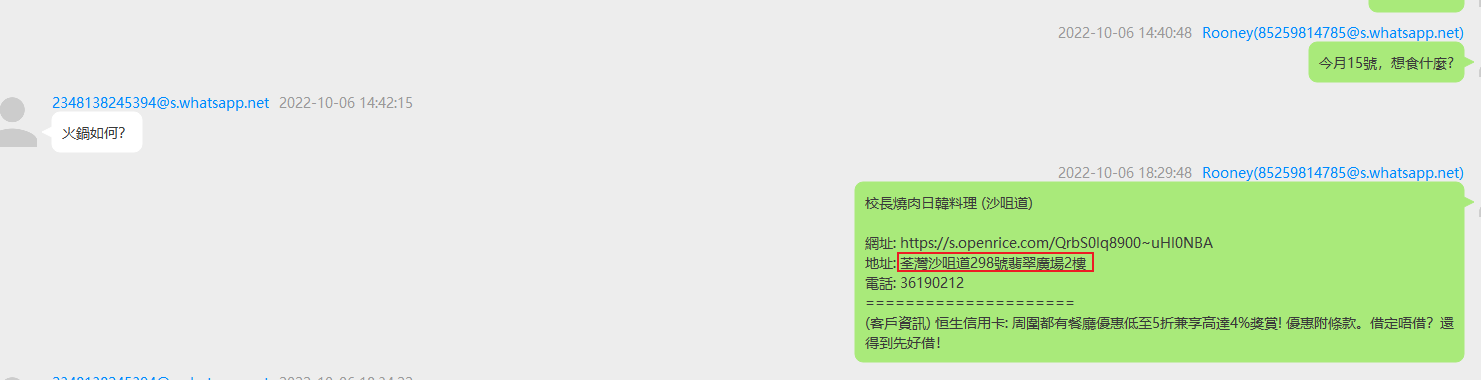 2022-10-06 14:40:48 Rooney(85259814785@s.whatsapp.net)
今月15號，想食什麼?
2348138245394@s.whatsapp.net 2022-10-06 14:42:15
火鍋如何?
2022-10-06 18:29:48 Rooney(85259814785@s.whatsapp.net)
校長燒肉日韓料理 (沙咀道)
網址: https://s.openrice.com/QrbS0lq8900~uHI0NBA
地址: 荃灣沙咀道298號翡翠廣場2樓
電話: 36190212
=====================
(客戶資訊) 恒生信用卡: 周圍都有餐廳優惠低至5折兼享高達4%獎賞! 優惠附條款。借定唔借? 還
得到先好借!